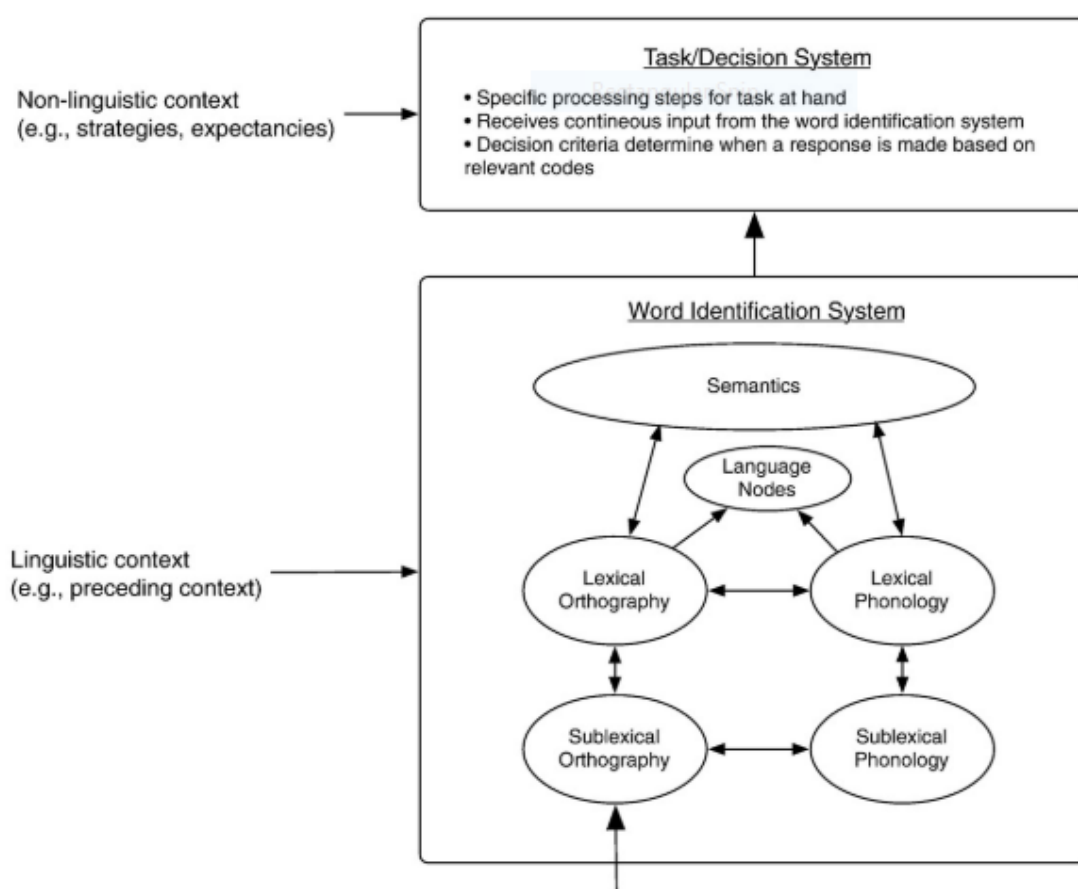 Task/Decision System
Non-linguistic context
(e.g., strategies, expectancies)
• Specific processing steps for task at hand
• Receives contineous input from the word identification system
• Decision criteria determine when a response is made based on
relevant codes
Word Identification System
Semantics
Language
Nodes
Linguistic context
(e.g., preceding context)
Lexical
Orthography
Lexical
Phonology
Sublexical
Orthography
Sublexical
Phonology